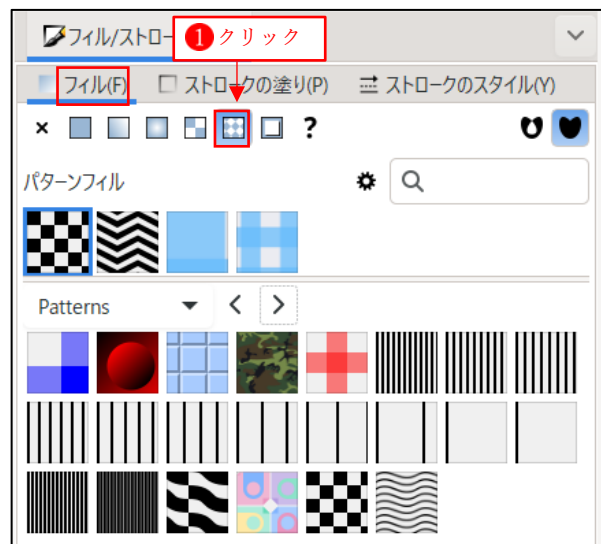 フィル/ストロー
1 クリック
フィル(F) ストロークの塗り(P) ストロークのスタイル(Y)
× ?
パターンフィル
Patterns